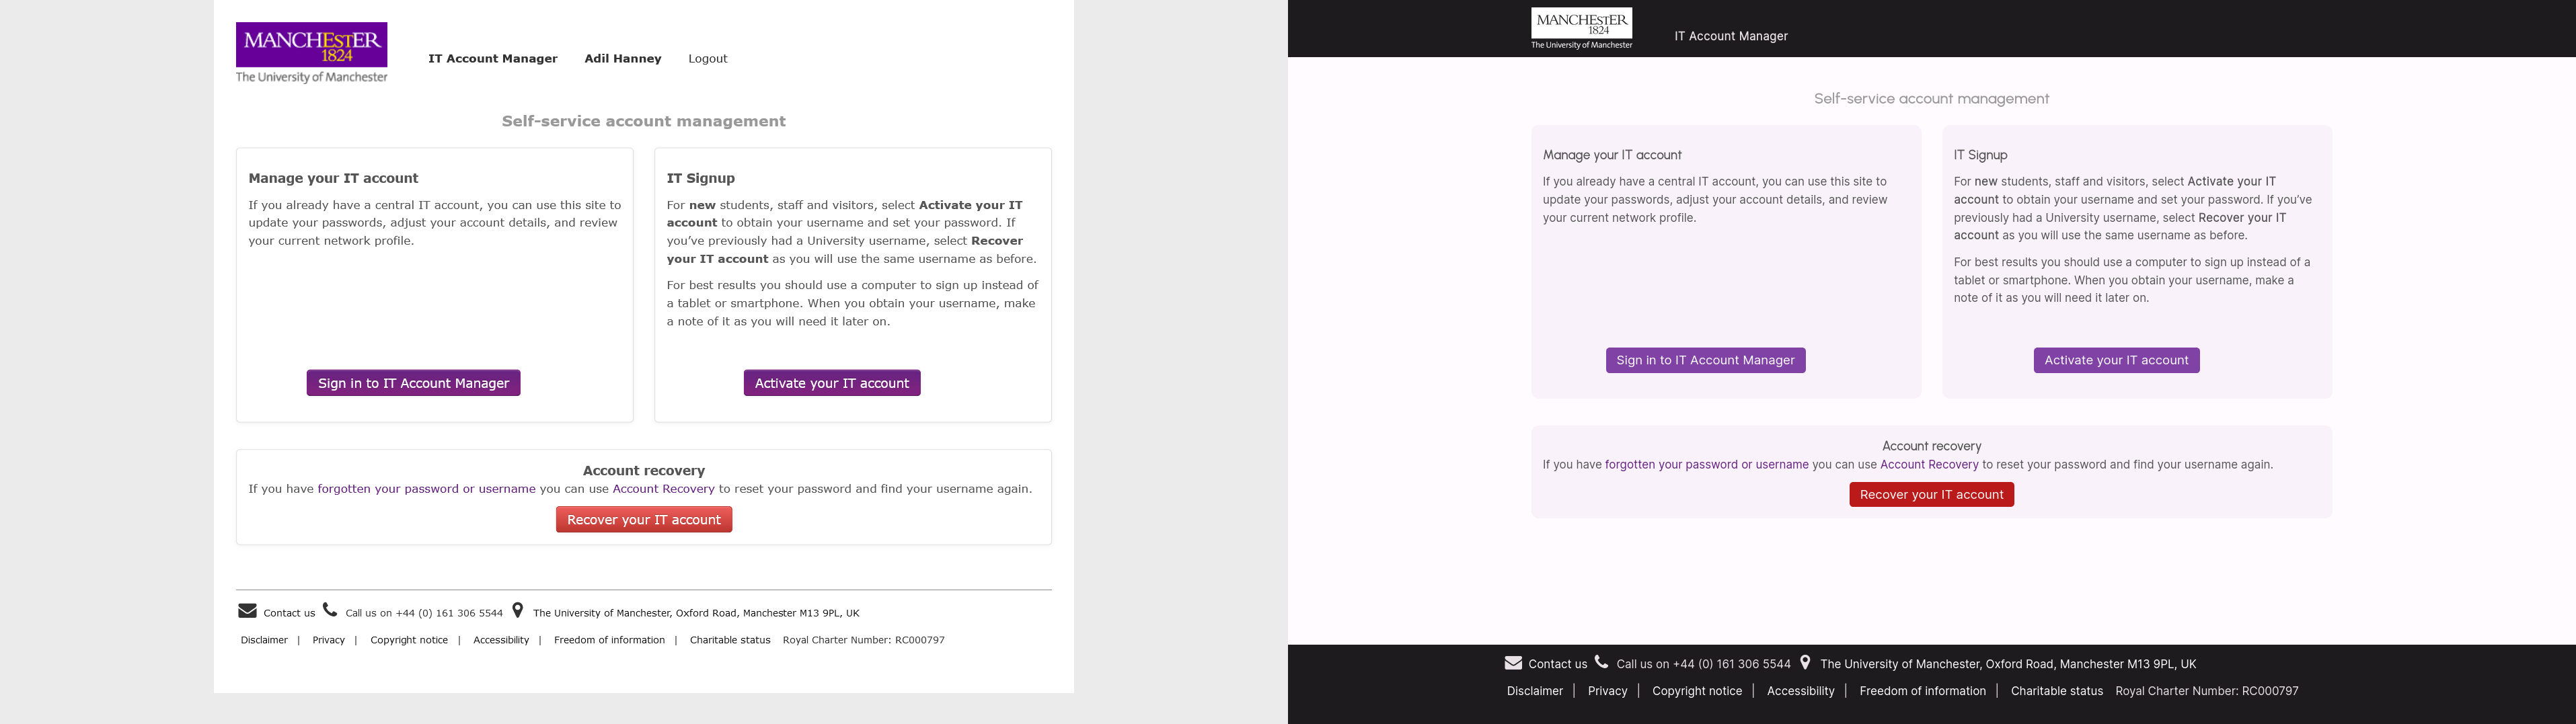 MANCHESTER
1824
The University of Manchester
IT Account Manager
Adil Hanney
Logout
Self-service account management
Manage your IT account
If you already have a central IT account, you can use this site to
update your passwords, adjust your account details, and review
your current network profile.
Sign in to IT Account Manager
IT Signup
For new students, staff and visitors, select Activate your IT
account to obtain your username and set your password. If
you've previously had a University username, select Recover
your IT account as you will use the same username as before.
For best results you should use a computer to sign up instead of
a tablet or smartphone. When you obtain your username, make
a note of it as you will need it later on.
Activate your IT account
Account recovery
If you have forgotten your password or username you can use Account Recovery to reset your password and find your username again.
Recover your IT account
Contact us
Call us on +44 (0) 161 306 5544
The University of Manchester, Oxford Road, Manchester M13 9PL, UK
Disclaimer | Privacy | Copyright notice | Accessibility | Freedom of information | Charitable status Royal Charter Number: RC000797
MANCHESTER
1824
The University of Manchester
IT Account Manager
Self-service account management
Manage your IT account
If you already have a central IT account, you can use this site to
update your passwords, adjust your account details, and review
your current network profile.
Sign in to IT Account Manager
IT Signup
For new students, staff and visitors, select Activate your IT
account to obtain your username and set your password. If you've
previously had a University username, select Recover your IT
account as you will use the same username as before.
For best results you should use a computer to sign up instead of a
tablet or smartphone. When you obtain your username, make a
note of it as you will need it later on.
Activate your IT account
Account recovery
If you have forgotten your password or username you can use Account Recovery to reset your password and find your username again.
Recover your IT account
Contact us
Call us on +44 (0) 161 306 5544
The University of Manchester, Oxford Road, Manchester M13 9PL, UK
Disclaimer | Privacy | Copyright notice | Accessibility | Freedom of information | Charitable status Royal Charter Number: RC000797